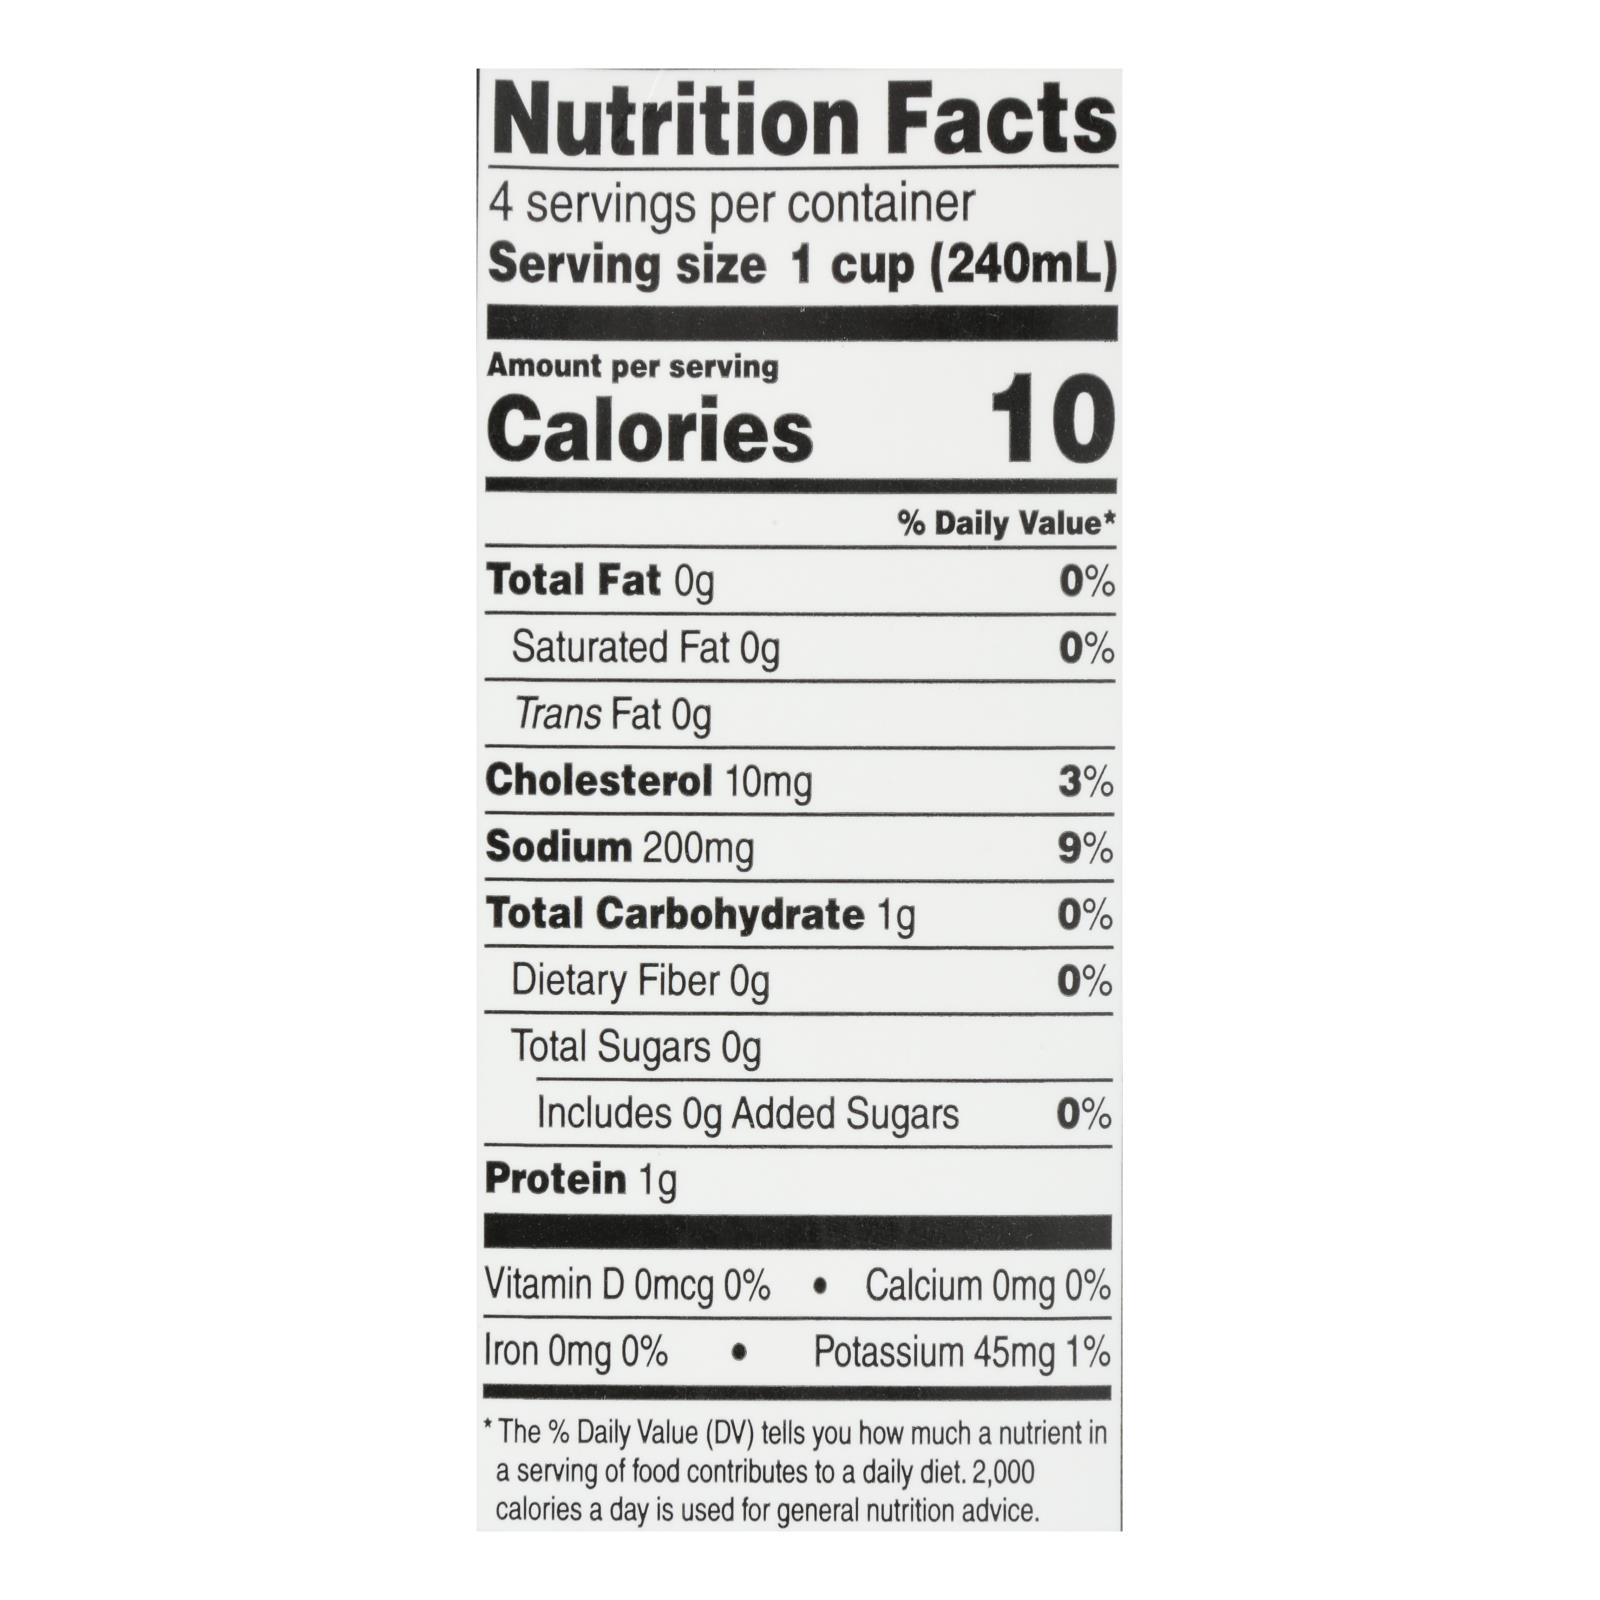 Nutrition Facts
4 servings per container
Serving size 1 cup (240mL)
Amount per serving
Calories 10
% Daily Value*
Total Fat 0g 0%
Saturated Fat 0g 0%
Trans Fat 0g
Cholesterol 10mg 3%
Sodium 200mg 9%
Total Carbohydrate 1g 0%
Dietary Fiber 0g 0%
Total Sugars 0g
Includes 0g Added Sugars 0%
Protein 1g
Vitamin D 0mcg 0% • Calcium 0mg 0%
Iron 0mg 0% • Potassium 45mg 1%
* The % Daily Value (DV) tells you how much a nutrient in
a serving of food contributes to a daily diet. 2,000
calories a day is used for general nutrition advice.